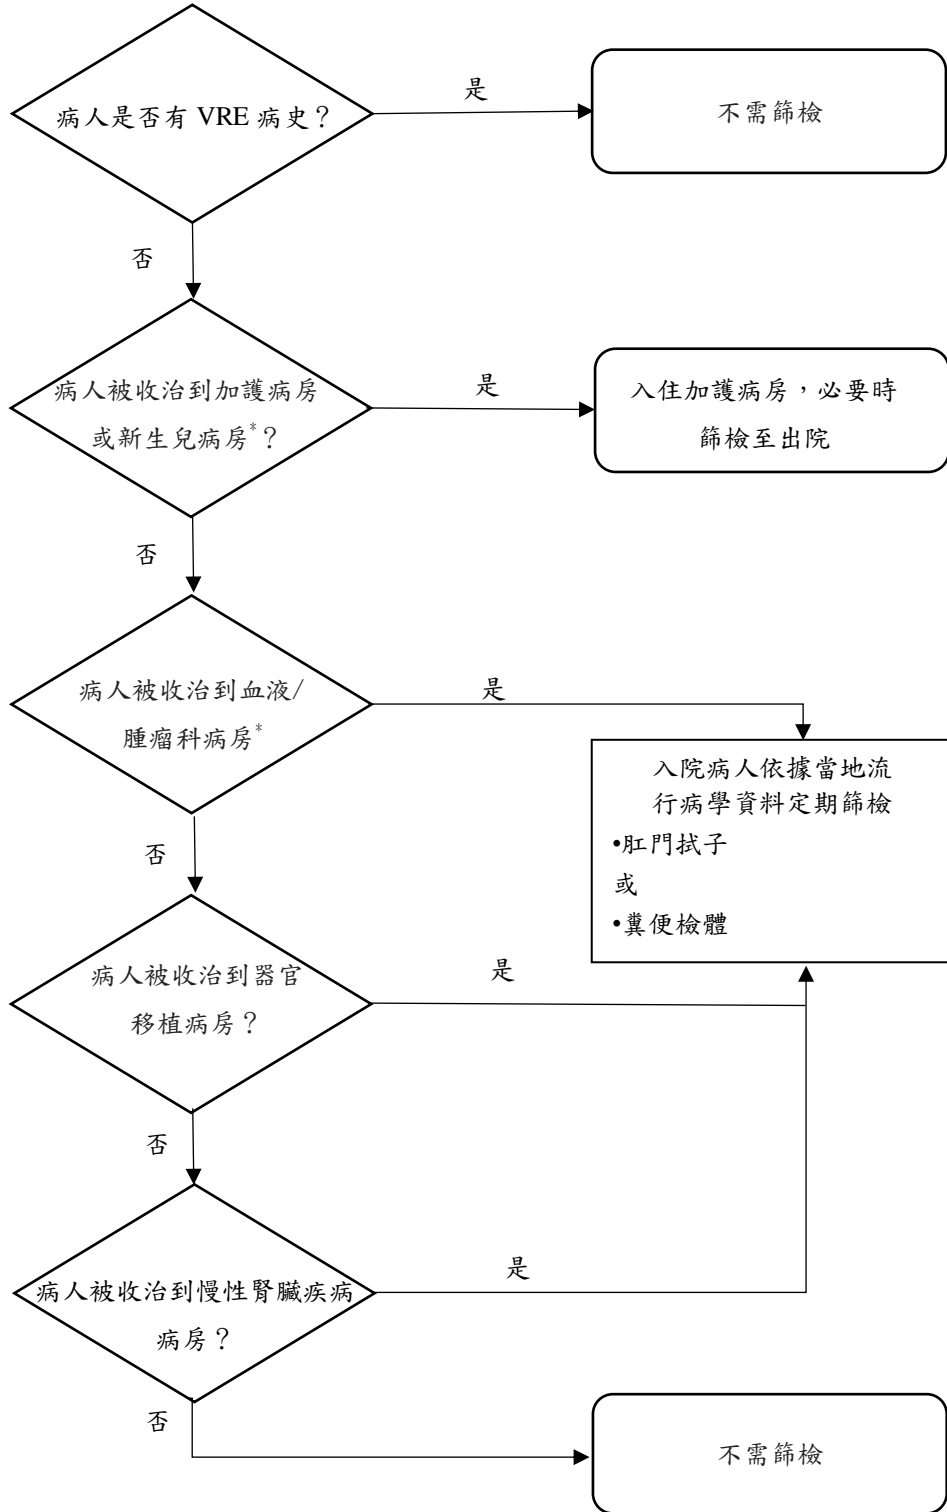 病人是否有 VRE 病史？
是
不需篩檢
否
病人被收治到加護病房
或新生兒病房*？
是
入住加護病房，必要時
篩檢至出院
否
病人被收治到血液/
腫瘤科病房*
是
入院病人依據當地流
行病學資料定期篩檢
•肛門拭子
或
•糞便檢體
否
病人被收治到器官
移植病房？
是
否
病人被收治到慢性腎臟疾病
病房？
是
否
不需篩檢